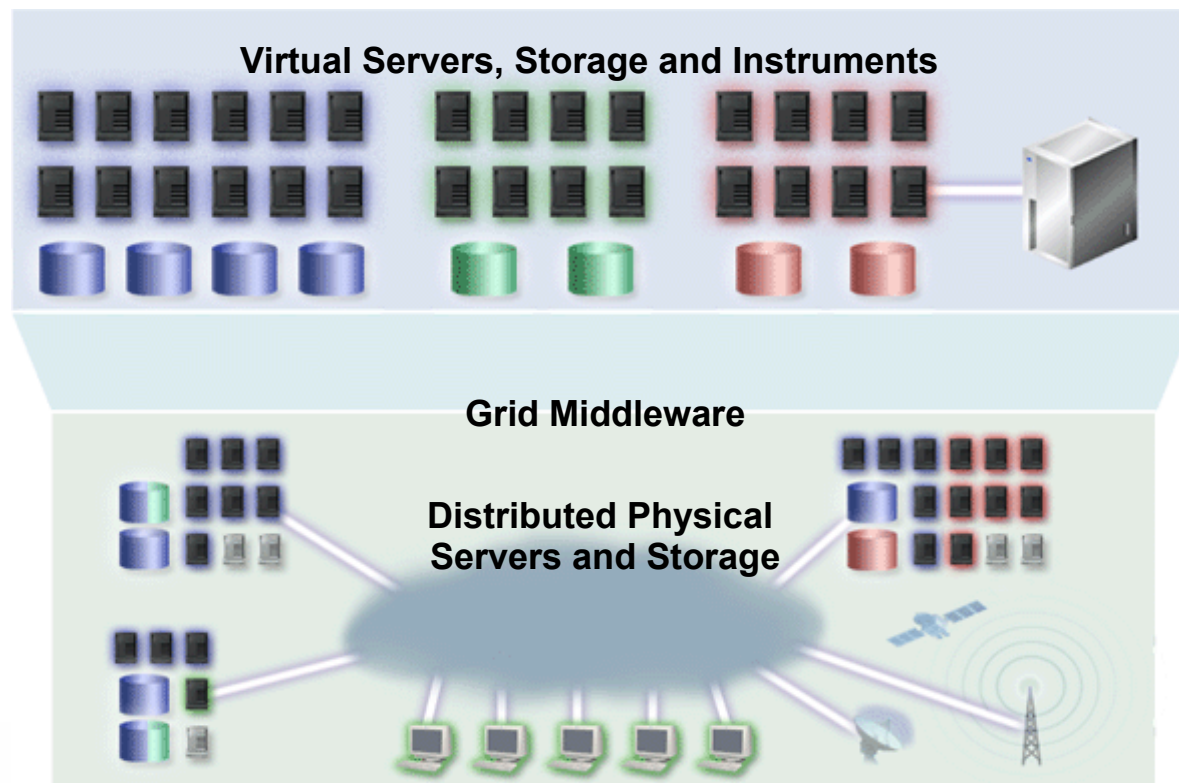 Virtual Servers, Storage and Instruments
Grid Middleware
Distributed Physical
Servers and Storage